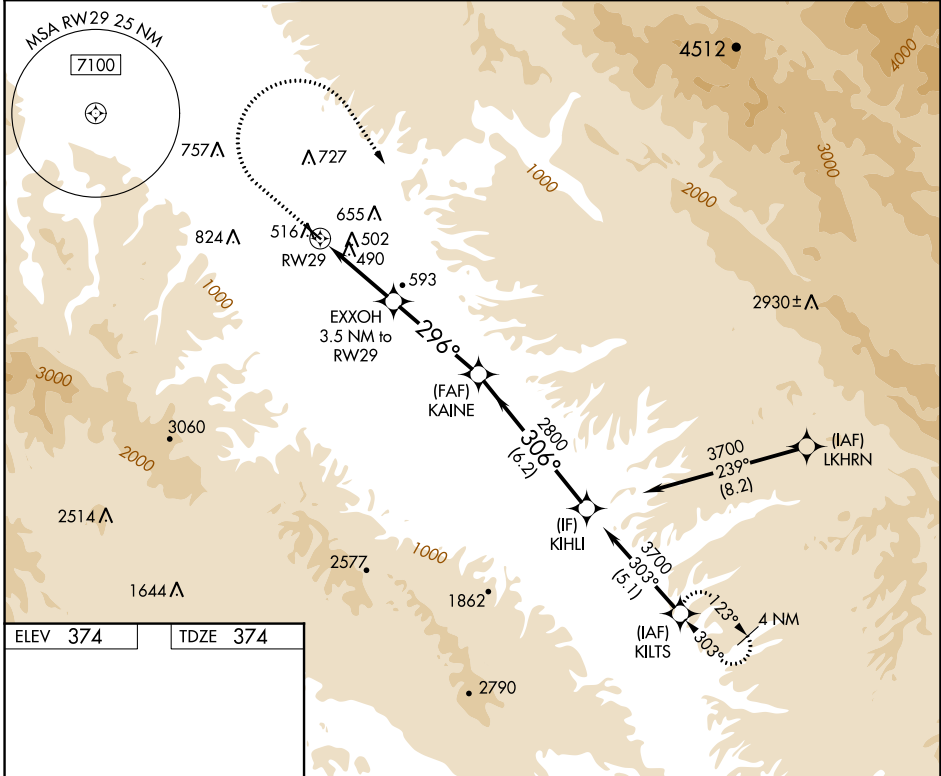 MSA RW29 25 NM
7100
4512
4000
3000
2000
1000
757
727
655
516
502
490
824
RW29
593
1000
EXXOH
3.5 NM to
RW29
296°
2930±
3000
(FAF)
KAINE
3060
2000
2800
306°
(6.2)
3700
239°
(8.2)
(IAF)
LKHRN
2514
(IF)
KIHLI
1000
3700
303°
(5.1)
2577
1644
1862
123°
4 NM
303°
(IAF)
KILTS
ELEV 374
TDZE 374
2790